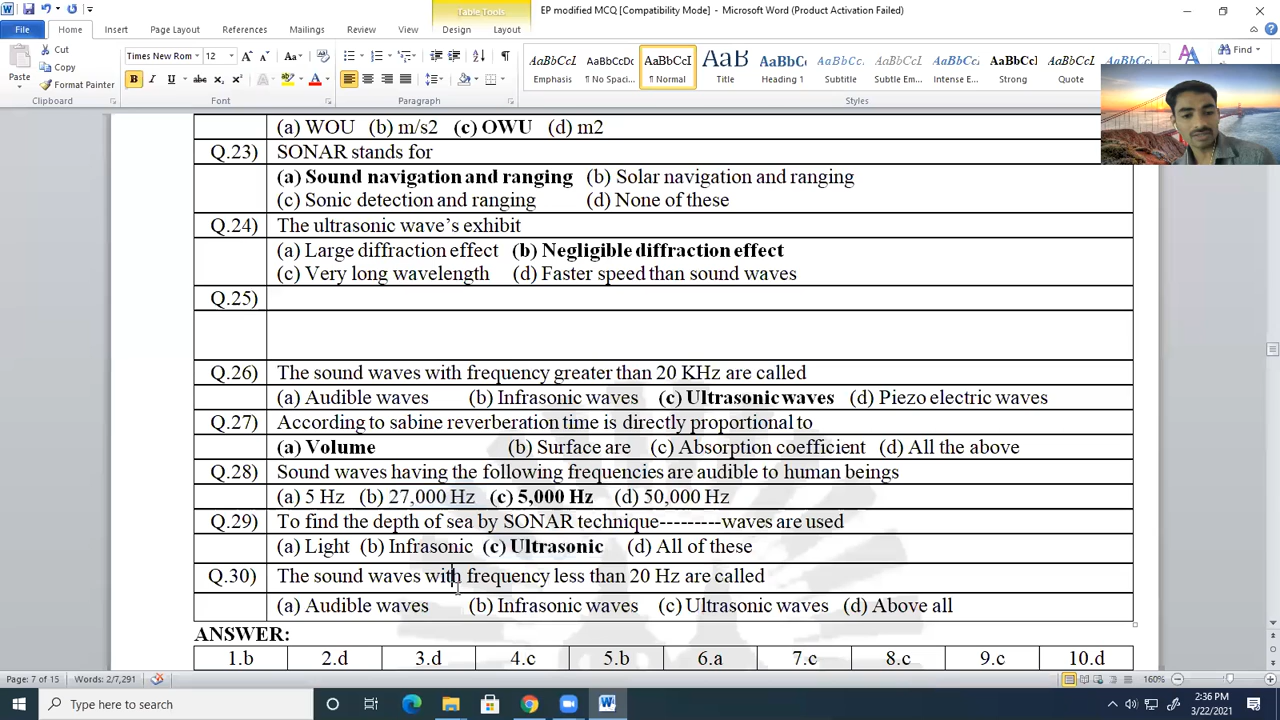 EP modified MCQ [Compatibility Mode] - Microsoft Word (Product Activation Failed)
Table Tools
File Home Insert Page Layout References Mailings Review View Design Layout
Cut
Copy
Format Painter
Paste
Clipboard
Times New Rom 12
Font
Paragraph
AaBbCcI AaBbCcDc AaBbCcI AaB AaBbC AaBbCcI AaBbCcI AaBbCcI AaBbCcI AaBbCcI
Emphasis ¶ No Spaci... ¶ Normal Title Heading 1 Subtitle Subtle Em... Intense E... Strong Quote
Styles
Find
(a) WOU (b) m/s2 (c) OWU (d) m2
Q.23) SONAR stands for
(a) Sound navigation and ranging (b) Solar navigation and ranging
(c) Sonic detection and ranging (d) None of these
Q.24) The ultrasonic wave's exhibit
(a) Large diffraction effect (b) Negligible diffraction effect
(c) Very long wavelength (d) Faster speed than sound waves
Q.25)
Q.26) The sound waves with frequency greater than 20 KHz are called
(a) Audible waves (b) Infrasonic waves (c) Ultrasonic waves (d) Piezo electric waves
Q.27) According to sabine reverberation time is directly proportional to
(a) Volume (b) Surface are (c) Absorption coefficient (d) All the above
Q.28) Sound waves having the following frequencies are audible to human beings
(a) 5 Hz (b) 27,000 Hz (c) 5,000 Hz (d) 50,000 Hz
Q.29) To find the depth of sea by SONAR technique---------waves are used
(a) Light (b) Infrasonic (c) Ultrasonic (d) All of these
Q.30) The sound waves with frequency less than 20 Hz are called
(a) Audible waves (b) Infrasonic waves (c) Ultrasonic waves (d) Above all
ANSWER:
1.b 2.d 3.d 4.c 5.b 6.a 7.c 8.c 9.c 10.d
Page: 7 of 15 Words: 2/7,291 160%
Type here to search
2:36 PM
3/22/2021